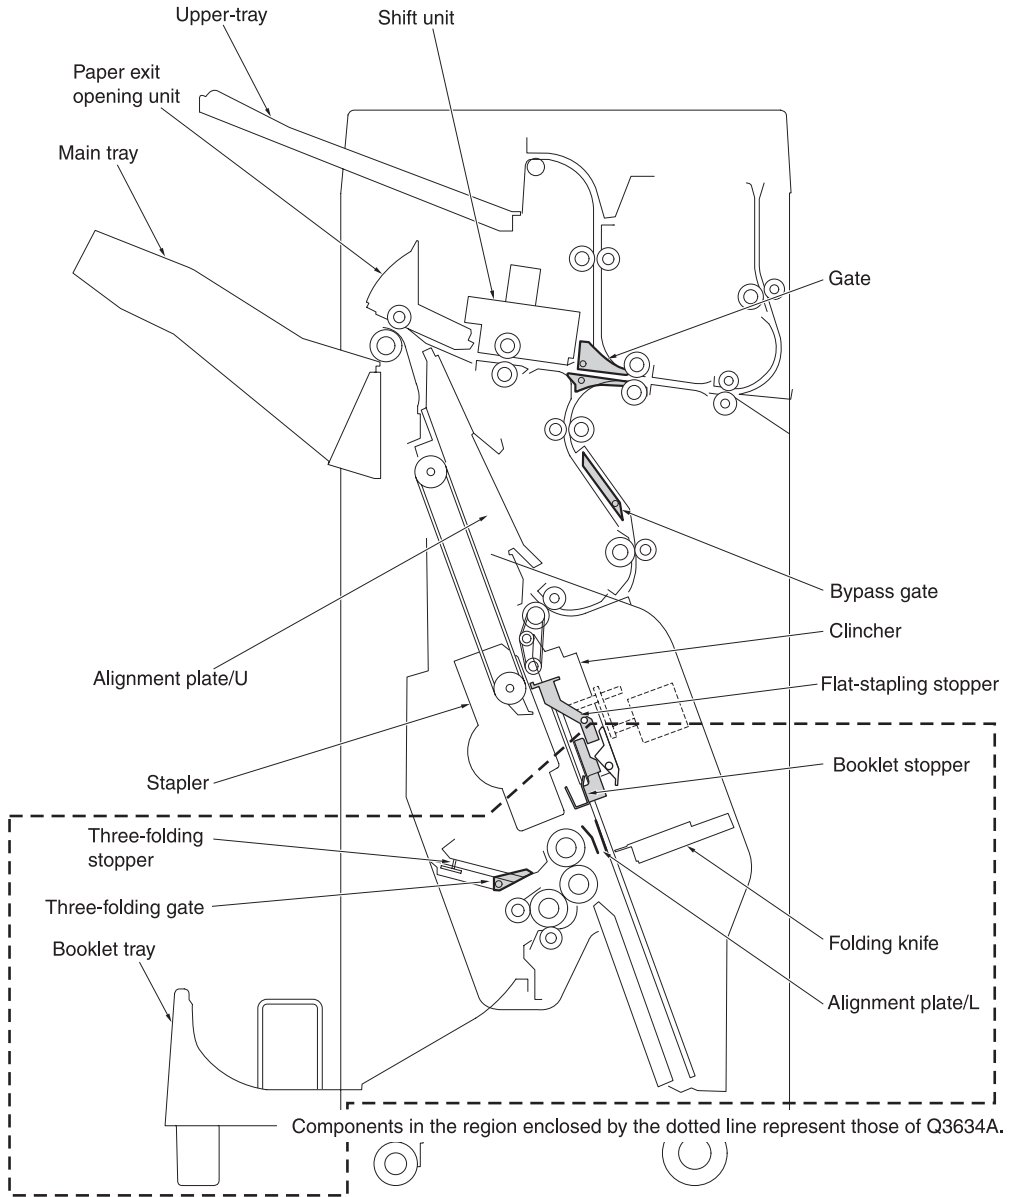 Upper-tray
Shift unit
Paper exit
opening unit
Main tray
Gate
Bypass gate
Clincher
Alignment plate/U
Flat-stapling stopper
Stapler
Booklet stopper
Three-folding
stopper
Three-folding gate
Booklet tray
Folding knife
Alignment plate/L
Components in the region enclosed by the dotted line represent those of Q3634A.